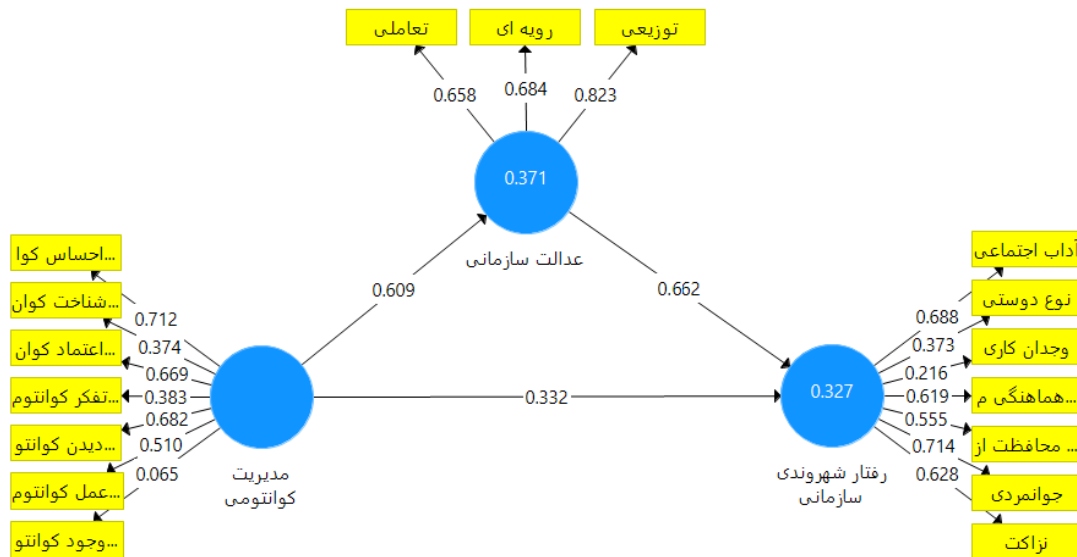 تعاملی
رویه ای
توزیعی
0.658
0.684
0.823
0.371
عدالت سازمانی
0.609
0.662
0.332
احساس کوا...
شناخت کوان...
اعتماد کوان...
تفکر کوانتوم...
دیدن کوانتو...
عمل کوانتوم...
وجود کوانتو...
0.712
0.374
0.669
0.383
0.682
0.510
0.065
مدیریت
کوانتومی
0.327
رفتار شهروندی
سازمانی
0.688
0.373
0.216
0.619
0.555
0.714
0.628
آداب اجتماعی
نوع دوستی
وجدان کاری
هماهنگی م...
محافظت از ...
جوانمردی
نزاکت